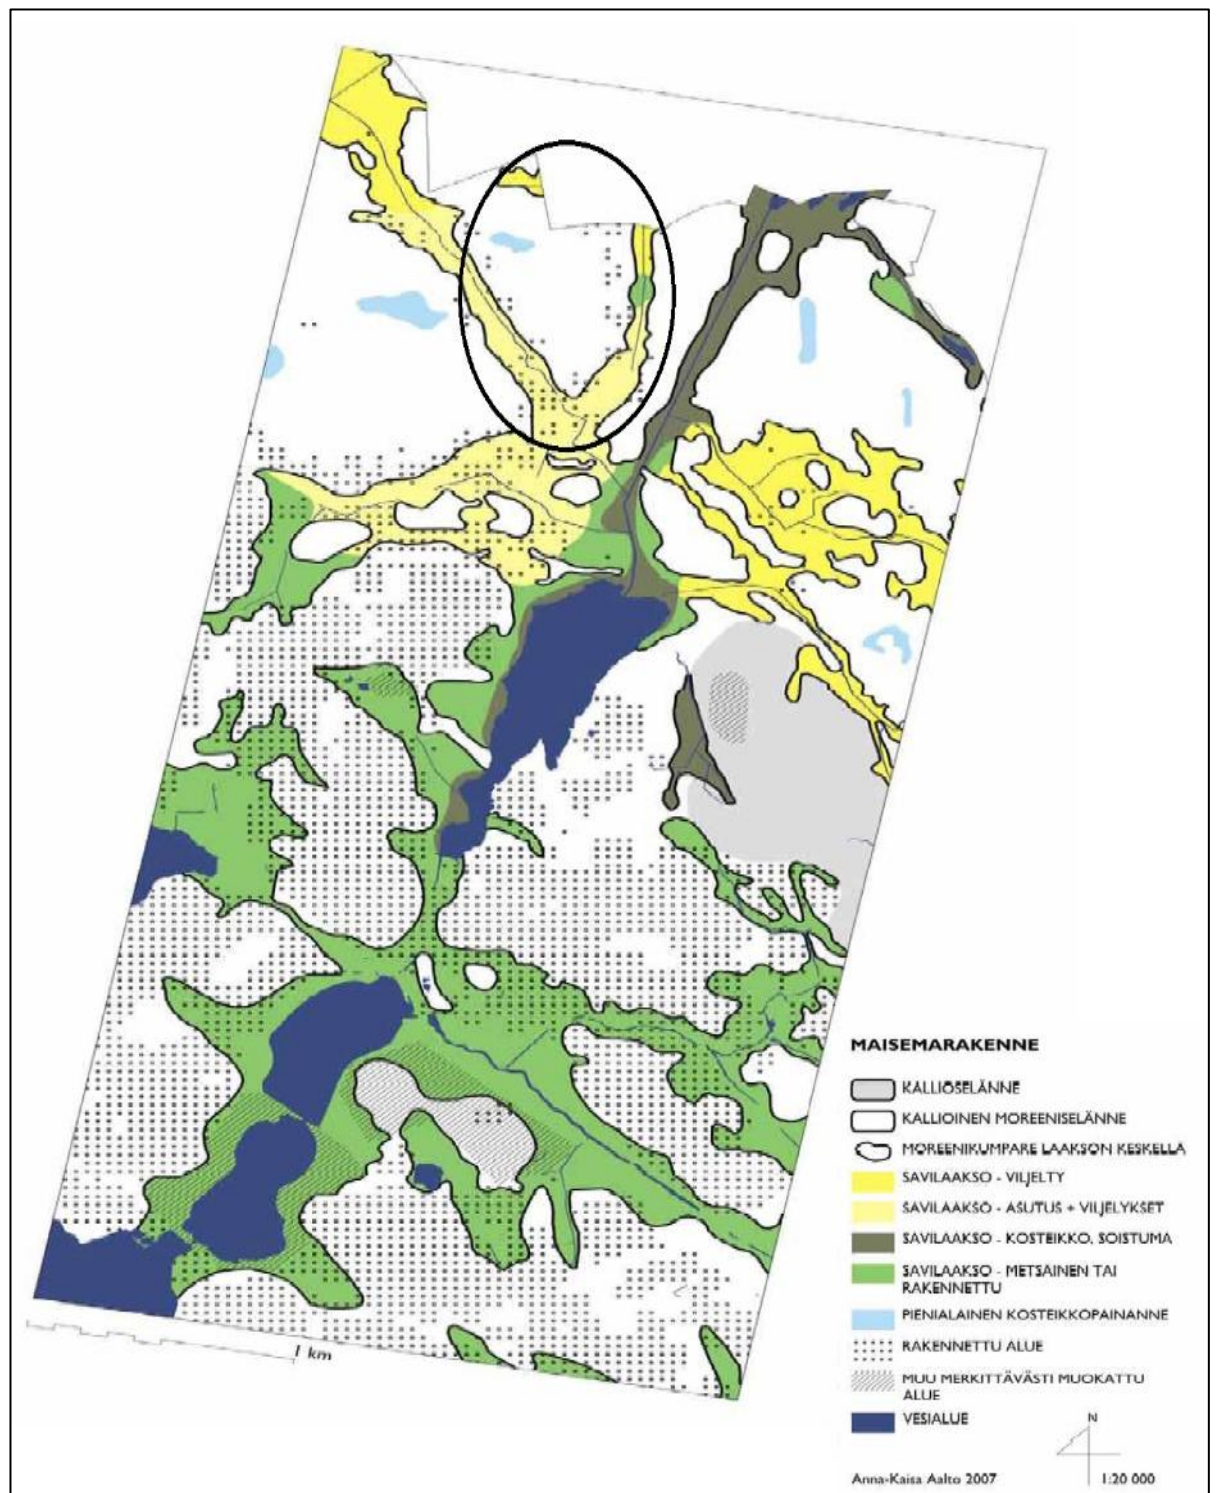 MAISEMARAKENNE
KALLIOSELÄNNE
KALLIOINEN MOREENISELÄNNE
MOREENIKUMPARE LAAKSON KESKELLÄ
SAVILAAKSO - VILJELTY
SAVILAAKSO - ASUTUS + VILJELYKSET
SAVILAAKSO - KOSTEIKKO, SOISTUMA
SAVILAAKSO - METSÄINEN TAI
RAKENNETTU
PIENIALAINEN KOSTEIKKOPAINANNE
RAKENNETTU ALUE
MUU MERKITTÄVÄSTI MUOKATTU
ALUE
VESIALUE
1 km
N
Anna-Kaisa Aalto 2007
1:20 000